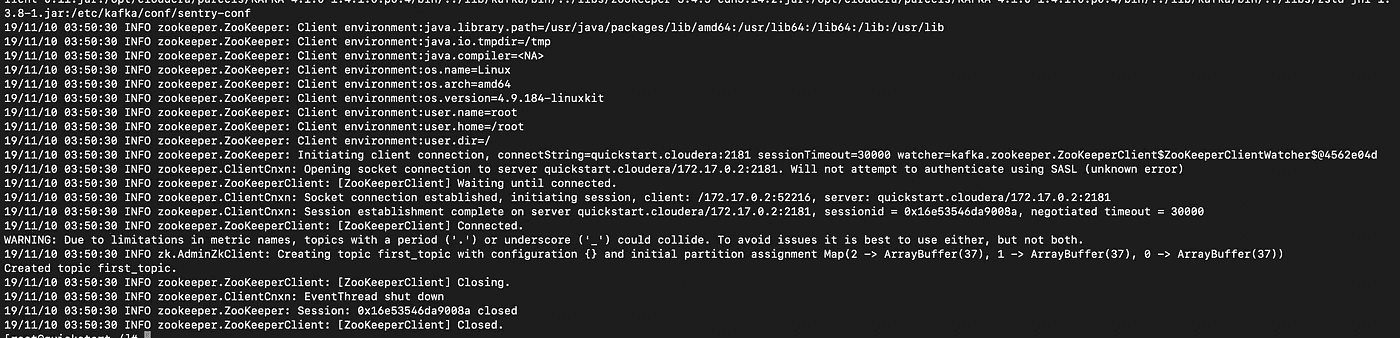 3.8-1.jar:/etc/kafka/conf/sentry-conf
19/11/10 03:50:30 INFO zookeeper.ZooKeeper: Client environment:java.library.path=/usr/java/packages/lib/amd64:/usr/lib64:/lib64:/lib:/usr/lib
19/11/10 03:50:30 INFO zookeeper.ZooKeeper: Client environment:java.io.tmpdir=/tmp
19/11/10 03:50:30 INFO zookeeper.ZooKeeper: Client environment:java.compiler=<NA>
19/11/10 03:50:30 INFO zookeeper.ZooKeeper: Client environment:os.name=Linux
19/11/10 03:50:30 INFO zookeeper.ZooKeeper: Client environment:os.arch=amd64
19/11/10 03:50:30 INFO zookeeper.ZooKeeper: Client environment:os.version=4.9.184-linuxkit
19/11/10 03:50:30 INFO zookeeper.ZooKeeper: Client environment:user.name=root
19/11/10 03:50:30 INFO zookeeper.ZooKeeper: Client environment:user.home=/root
19/11/10 03:50:30 INFO zookeeper.ZooKeeper: Client environment:user.dir=/
19/11/10 03:50:30 INFO zookeeper.ZooKeeper: Initiating client connection, connectString=quickstart.cloudera:2181 sessionTimeout=30000 watcher=kafka.zookeeper.ZooKeeperClient$ZooKeeperClientWatcher$@4562e04d
19/11/10 03:50:30 INFO zookeeper.ClientCnxn: Opening socket connection to server quickstart.cloudera/172.17.0.2:2181. Will not attempt to authenticate using SASL (unknown error)
19/11/10 03:50:30 INFO zookeeper.ZooKeeperClient: [ZooKeeperClient] Waiting until connected.
19/11/10 03:50:30 INFO zookeeper.ClientCnxn: Socket connection established, initiating session, client: /172.17.0.2:52216, server: quickstart.cloudera/172.17.0.2:2181
19/11/10 03:50:30 INFO zookeeper.ClientCnxn: Session establishment complete on server quickstart.cloudera/172.17.0.2:2181, sessionid = 0x16e53546da9008a, negotiated timeout = 30000
19/11/10 03:50:30 INFO zookeeper.ZooKeeperClient: [ZooKeeperClient] Connected.
WARNING: Due to limitations in metric names, topics with a period ('.') or underscore ('_') could collide. To avoid issues it is best to use either, but not both.
19/11/10 03:50:30 INFO zk.AdminZkClient: Creating topic first_topic with configuration {} and initial partition assignment Map(2 -> ArrayBuffer(37), 1 -> ArrayBuffer(37), 0 -> ArrayBuffer(37))
Created topic first_topic.
19/11/10 03:50:30 INFO zookeeper.ZooKeeperClient: [ZooKeeperClient] Closing.
19/11/10 03:50:30 INFO zookeeper.ClientCnxn: EventThread shut down
19/11/10 03:50:30 INFO zookeeper.ZooKeeper: Session: 0x16e53546da9008a closed
19/11/10 03:50:30 INFO zookeeper.ZooKeeperClient: [ZooKeeperClient] Closed.